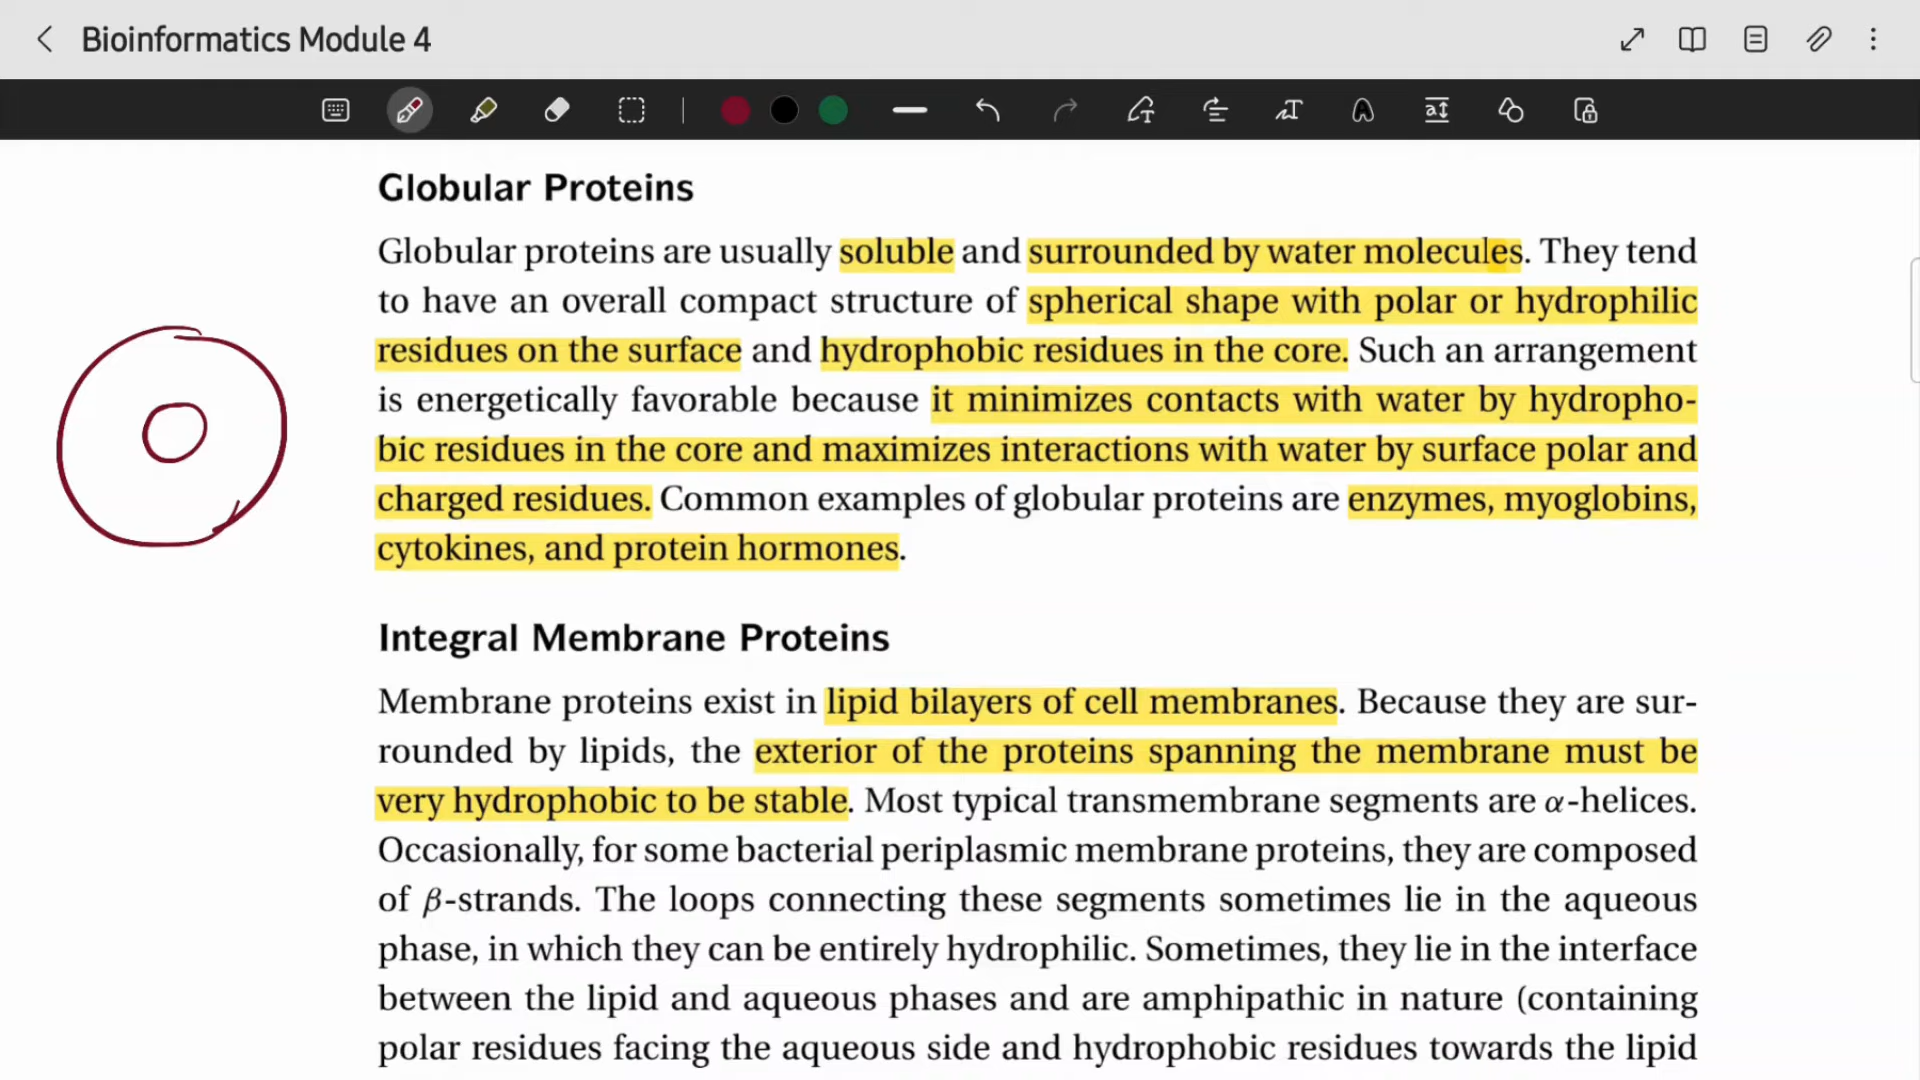 Bioinformatics Module 4
Globular Proteins
Globular proteins are usually soluble and surrounded by water molecules. They tend
to have an overall compact structure of spherical shape with polar or hydrophilic
residues on the surface and hydrophobic residues in the core. Such an arrangement
is energetically favorable because it minimizes contacts with water by hydropho-
bic residues in the core and maximizes interactions with water by surface polar and
charged residues. Common examples of globular proteins are enzymes, myoglobins,
cytokines, and protein hormones.
Integral Membrane Proteins
Membrane proteins exist in lipid bilayers of cell membranes. Because they are sur-
rounded by lipids, the exterior of the proteins spanning the membrane must be
very hydrophobic to be stable. Most typical transmembrane segments are α-helices.
Occasionally, for some bacterial periplasmic membrane proteins, they are composed
of β-strands. The loops connecting these segments sometimes lie in the aqueous
phase, in which they can be entirely hydrophilic. Sometimes, they lie in the interface
between the lipid and aqueous phases and are amphipathic in nature (containing
polar residues facing the aqueous side and hydrophobic residues towards the lipid